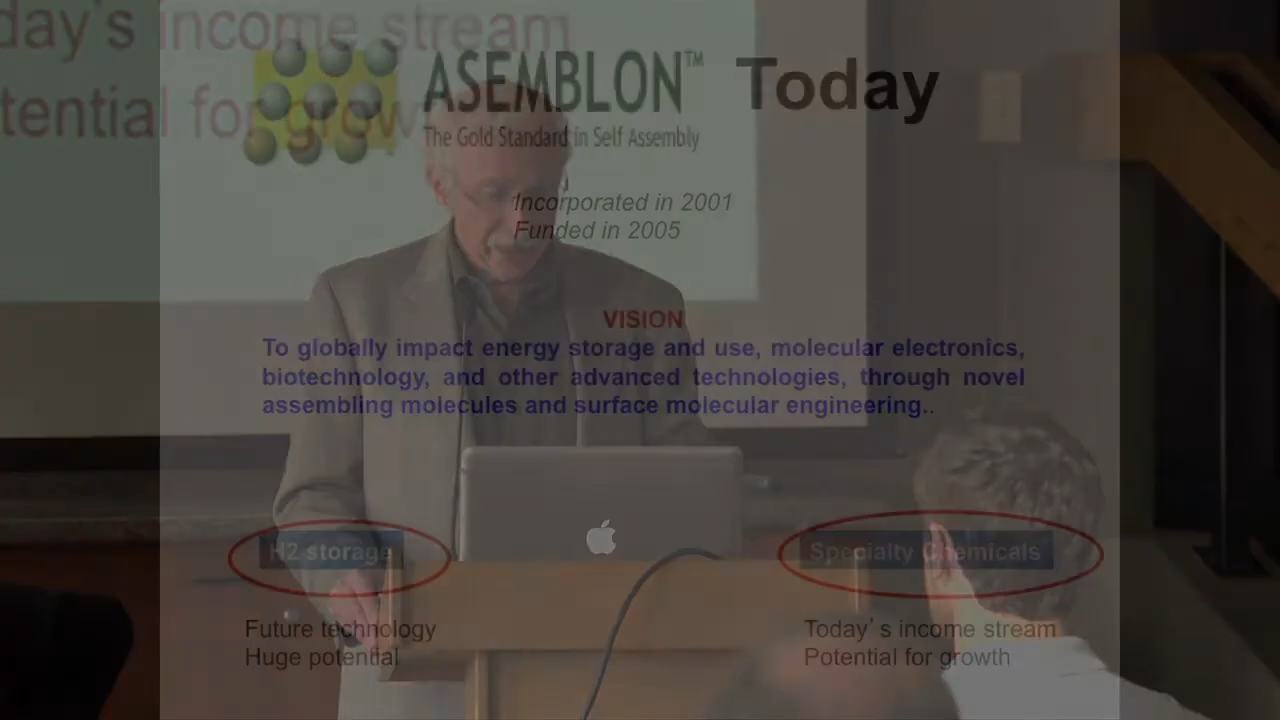 day's income stream
tential for grow
ASEMBLON™ Today
The Gold Standard in Self Assembly
Incorporated in 2001
Funded in 2005
VISION
To globally impact energy storage and use, molecular electronics,
biotechnology, and other advanced technologies, through novel
assembling molecules and surface molecular engineering..
H2 storage
Specialty Chemicals
Future technology
Huge potential
Today's income stream
Potential for growth